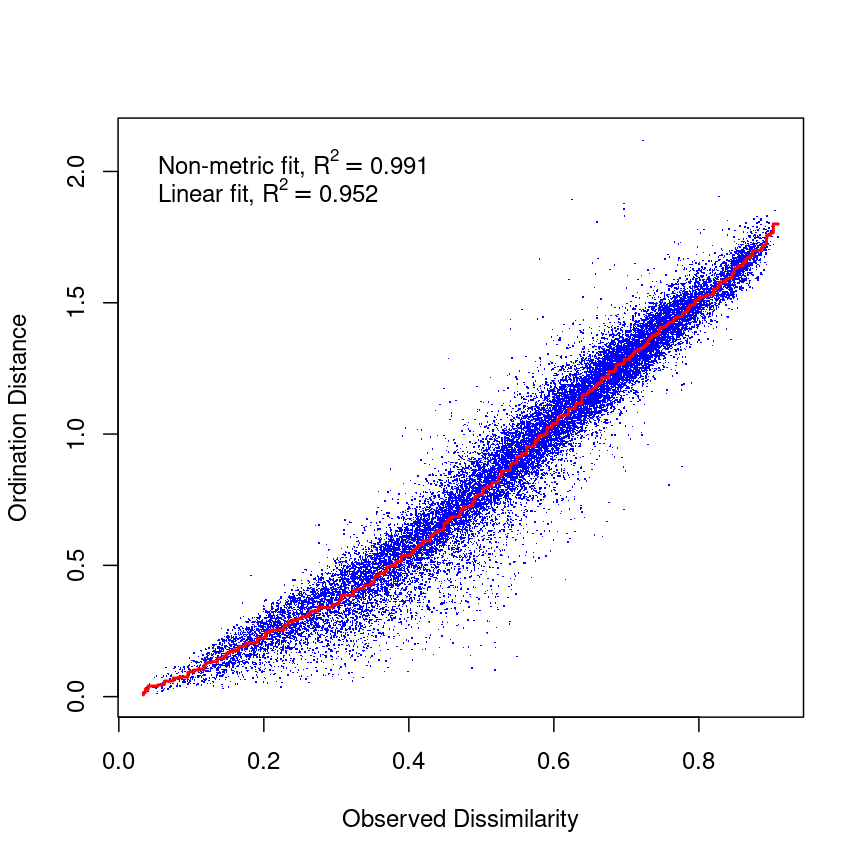 Non-metric fit, R² = 0.991
Linear fit, R² = 0.952
Ordination Distance
2.0
1.5
1.0
0.5
0.0
0.0 0.2 0.4 0.6 0.8
Observed Dissimilarity